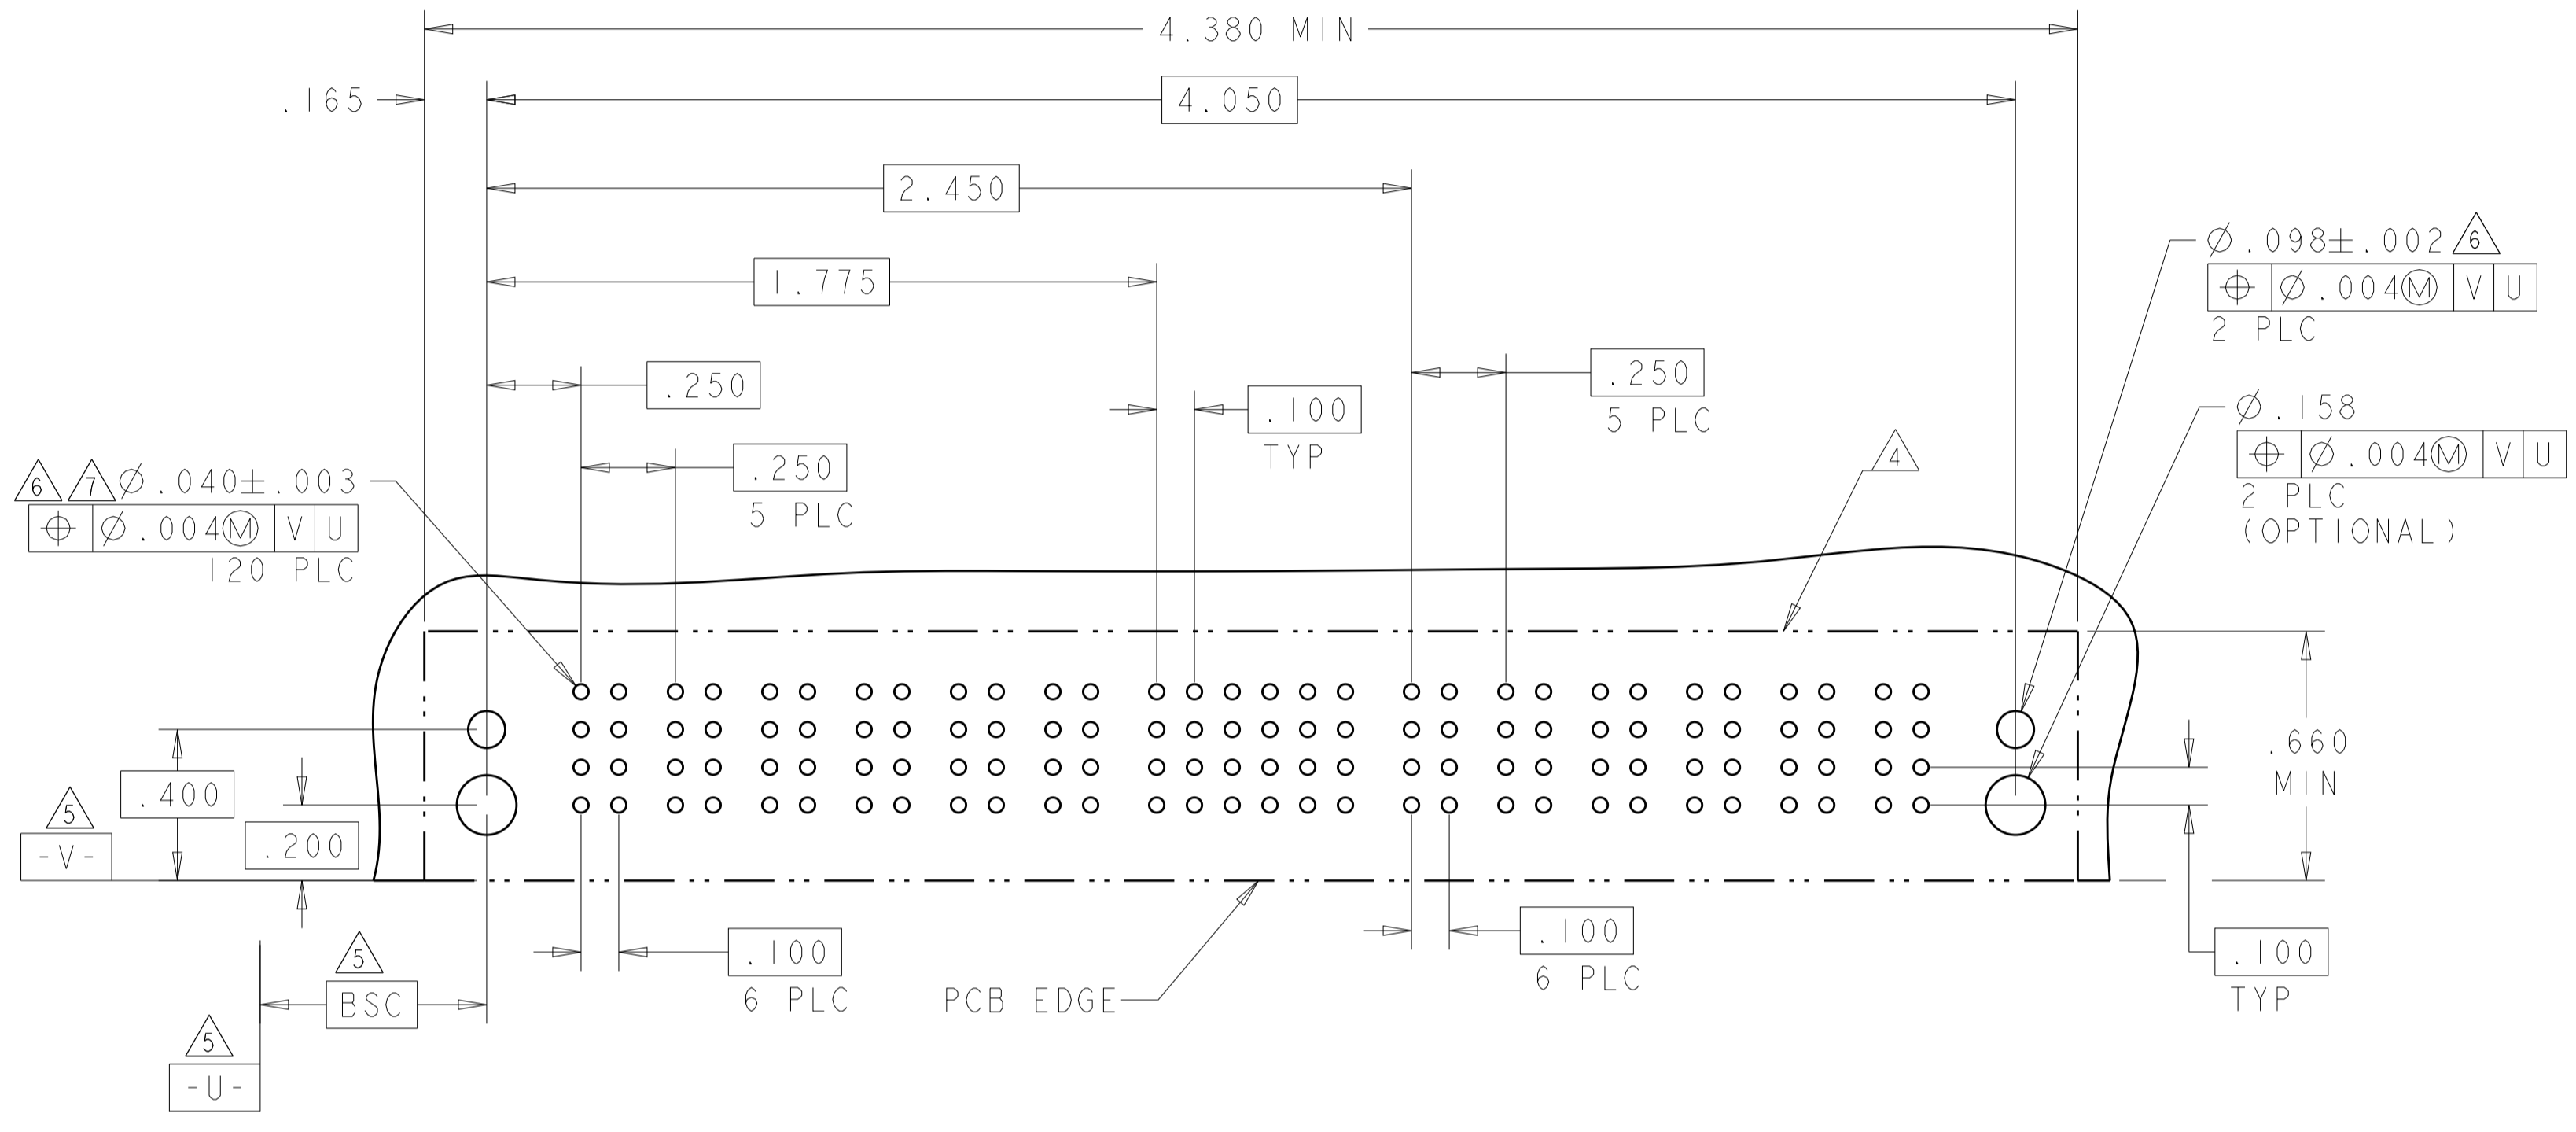 4.380 MIN
.165
4.050
2.450
1.775
.250
.250
5 PLC
.100
TYP
.250
5 PLC
Ø.098±.002 6
⌖ Ø.004Ⓜ V U
2 PLC
Ø.158
⌖ Ø.004Ⓜ V U
2 PLC
(OPTIONAL)
4
6 7 Ø.040±.003
⌖ Ø.004Ⓜ V U
120 PLC
.400
5
-V-
.200
.660
MIN
5
BSC
5
-U-
.100
6 PLC
PCB EDGE
.100
6 PLC
.100
TYP